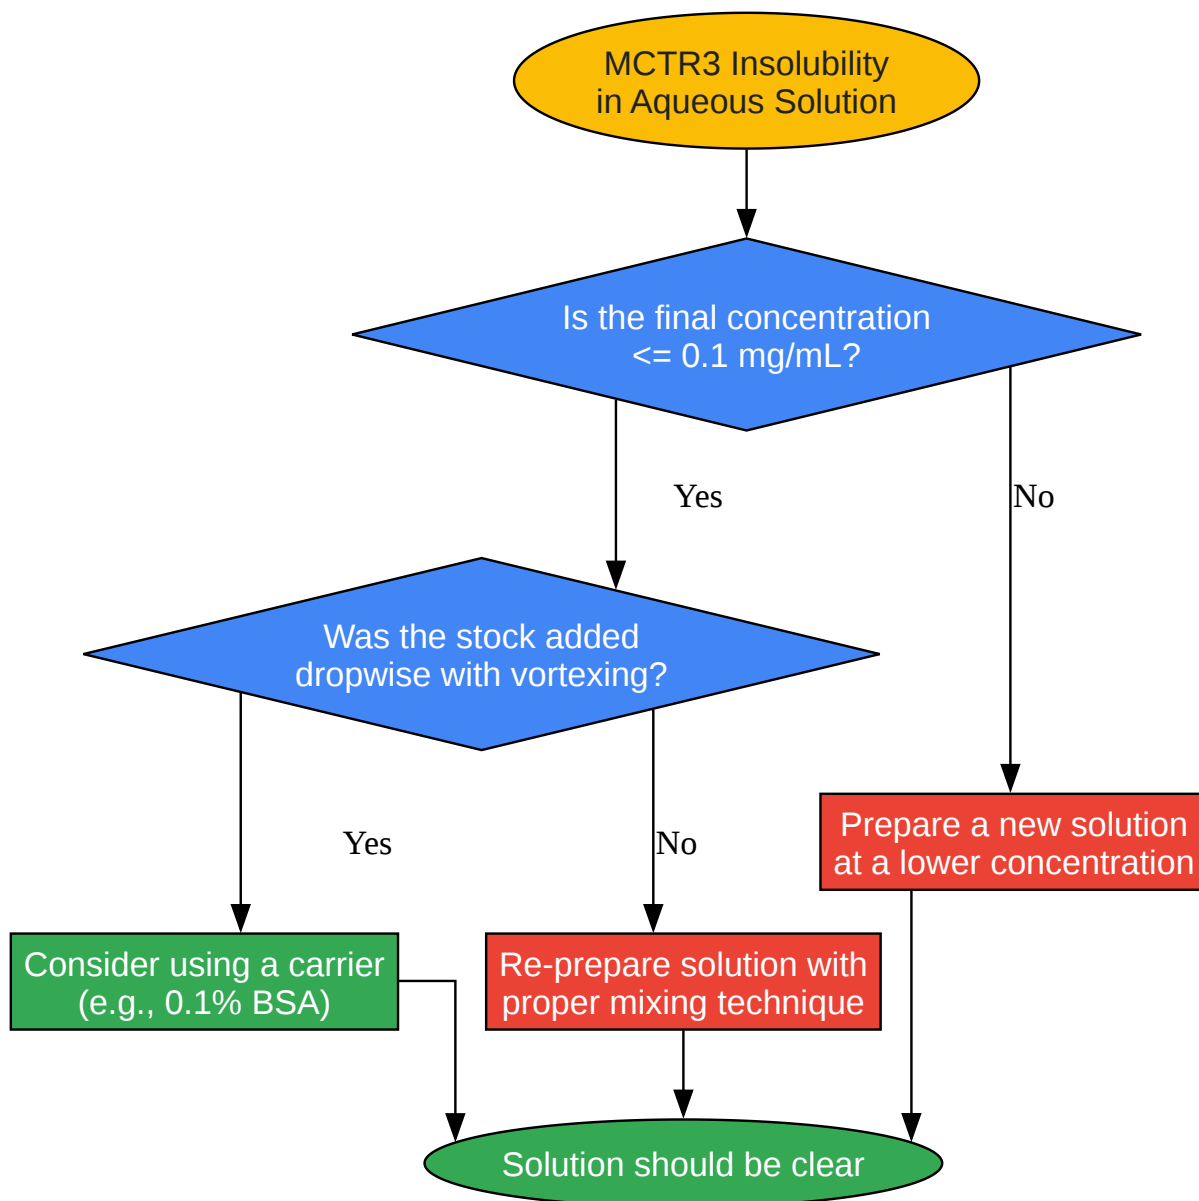 MCTR3 Insolubility
in Aqueous Solution
Is the final concentration
<= 0.1 mg/mL?
Yes
No
Was the stock added
dropwise with vortexing?
Yes
No
Prepare a new solution
at a lower concentration
Consider using a carrier
(e.g., 0.1% BSA)
Re-prepare solution with
proper mixing technique
Solution should be clear